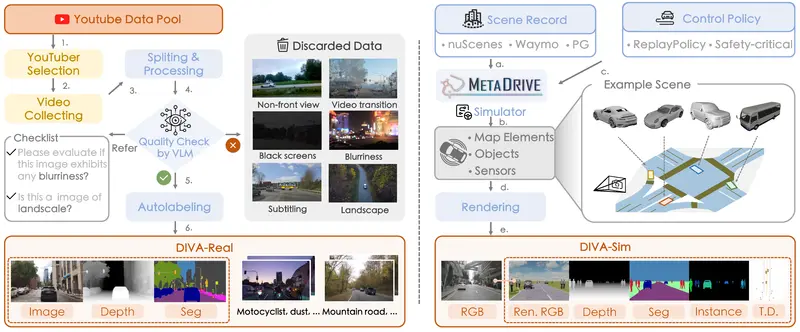 Youtube Data Pool
1.
YouTuber
Selection
2.
Video
Collecting
3.
Spliting &
Processing
4.
Checklist
Please evaluate if
this image exhibits
any blurriness?
Is this a image of
landscale?
Refer
Quality Check
by VLM
5.
Autolabeling
6.
Discarded Data
Non-front view
Video transition
Black screens
Blurriness
Subtitling
Landscape
DIVA-Real
Image
Depth
Seg
Motocyclist, dust, ...
Mountain road, ...
Scene Record
• nuScenes • Waymo • PG
Control Policy
• ReplayPolicy • Safety-critical
a.
c.
METADRIVE
Simulator
b.
• Map Elements
• Objects
• Sensors
d.
Rendering
e.
Example Scene
DIVA-Sim
RGB
Ren. RGB
Depth
Seg
Instance
T.D.